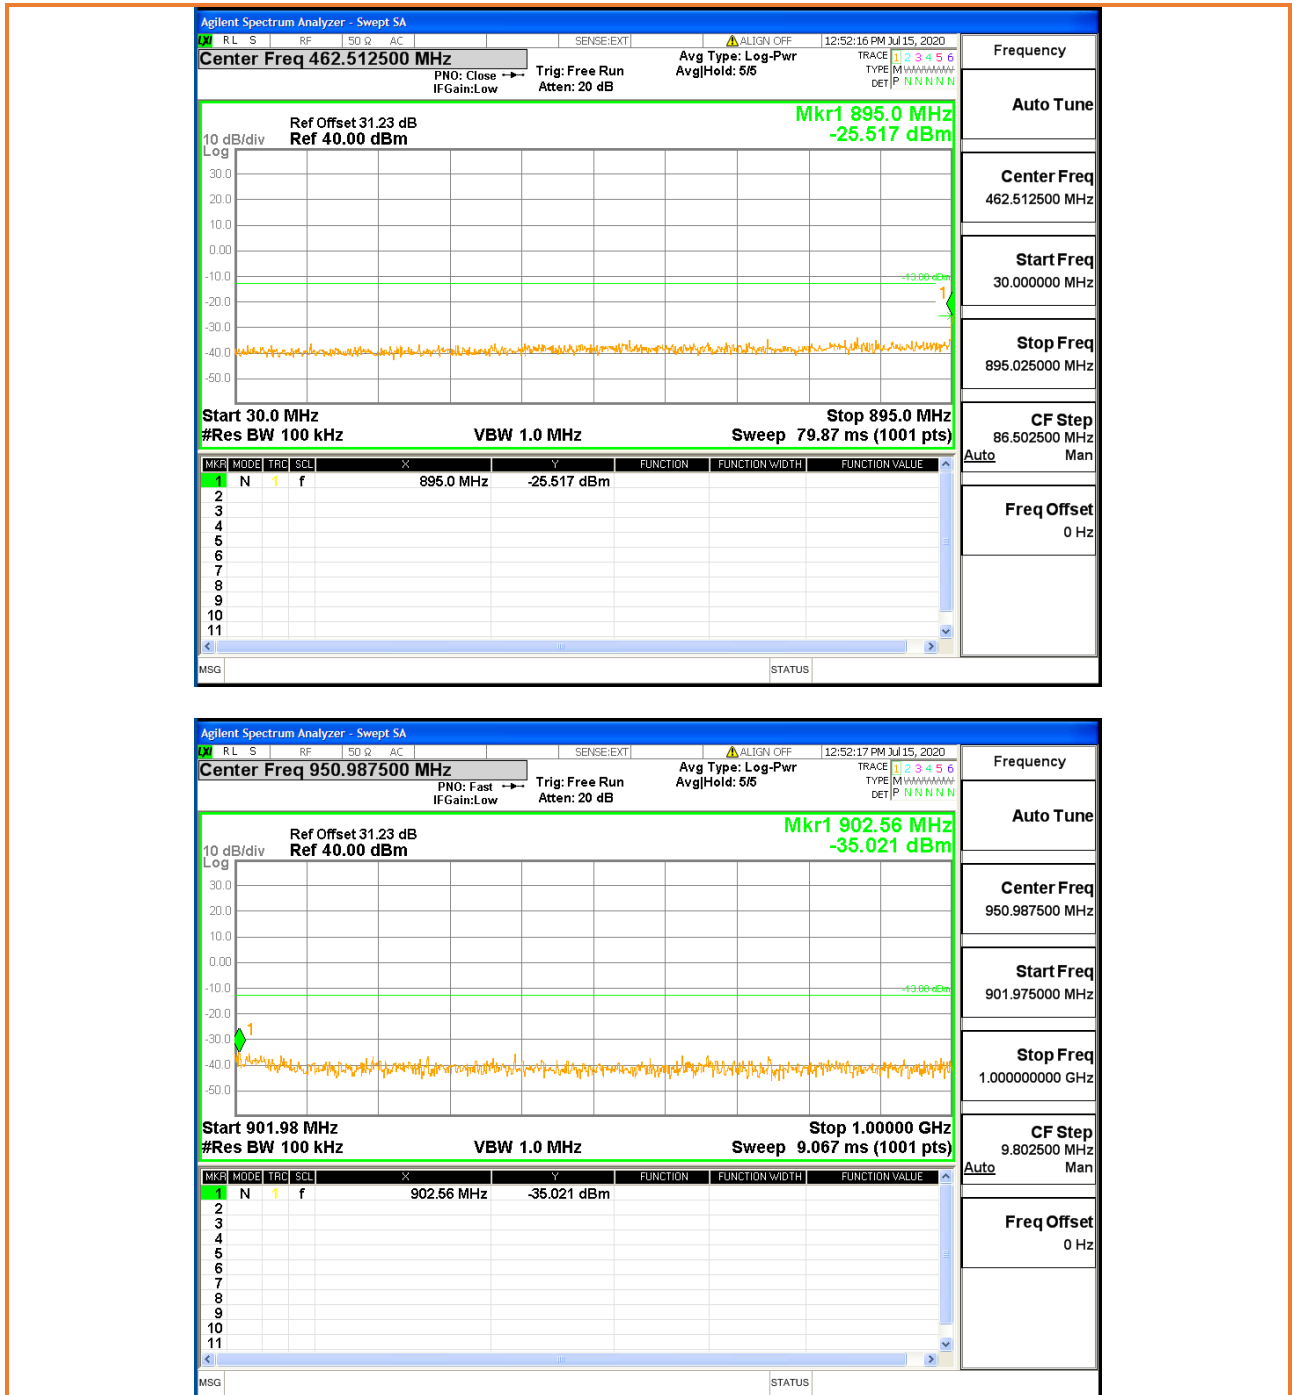 Agilent Spectrum Analyzer - Swept SA
LXI RL S RF 50 Ω AC SENSE:EXT ALIGN OFF 12:52:16 PM Jul 15, 2020
Center Freq 462.512500 MHz
PNO: Close
IFGain:Low
Trig: Free Run
Atten: 20 dB
Avg Type: Log-Pwr
Avg|Hold: 5/5
TRACE 1 2 3 4 5 6
TYPE M WWWWW
DET P N N N N N
Mkr1 895.0 MHz
-25.517 dBm
Ref Offset 31.23 dB
10 dB/div Ref 40.00 dBm
Log
30.0
20.0
10.0
0.00
-10.0
-13.00 dBm
1
-20.0
-30.0
-40.0
-50.0
Start 30.0 MHz Stop 895.0 MHz
#Res BW 100 kHz VBW 1.0 MHz Sweep 79.87 ms (1001 pts)
MKR MODE TRC SCL X Y FUNCTION FUNCTION WIDTH FUNCTION VALUE
1 N 1 f 895.0 MHz -25.517 dBm
2
3
4
5
6
7
8
9
10
11
MSG STATUS
Frequency
Auto Tune
Center Freq
462.512500 MHz
Start Freq
30.000000 MHz
Stop Freq
895.025000 MHz
CF Step
86.502500 MHz
Auto Man
Freq Offset
0 Hz
Agilent Spectrum Analyzer - Swept SA
LXI RL S RF 50 Ω AC SENSE:EXT ALIGN OFF 12:52:17 PM Jul 15, 2020
Center Freq 950.987500 MHz
PNO: Fast
IFGain:Low
Trig: Free Run
Atten: 20 dB
Avg Type: Log-Pwr
Avg|Hold: 5/5
TRACE 1 2 3 4 5 6
TYPE M WWWWW
DET P N N N N N
Mkr1 902.56 MHz
-35.021 dBm
Ref Offset 31.23 dB
10 dB/div Ref 40.00 dBm
Log
30.0
20.0
10.0
0.00
-10.0
-13.00 dBm
-20.0
1
-30.0
-40.0
-50.0
Start 901.98 MHz Stop 1.00000 GHz
#Res BW 100 kHz VBW 1.0 MHz Sweep 9.067 ms (1001 pts)
MKR MODE TRC SCL X Y FUNCTION FUNCTION WIDTH FUNCTION VALUE
1 N 1 f 902.56 MHz -35.021 dBm
2
3
4
5
6
7
8
9
10
11
MSG STATUS
Frequency
Auto Tune
Center Freq
950.987500 MHz
Start Freq
901.975000 MHz
Stop Freq
1.000000000 GHz
CF Step
9.802500 MHz
Auto Man
Freq Offset
0 Hz